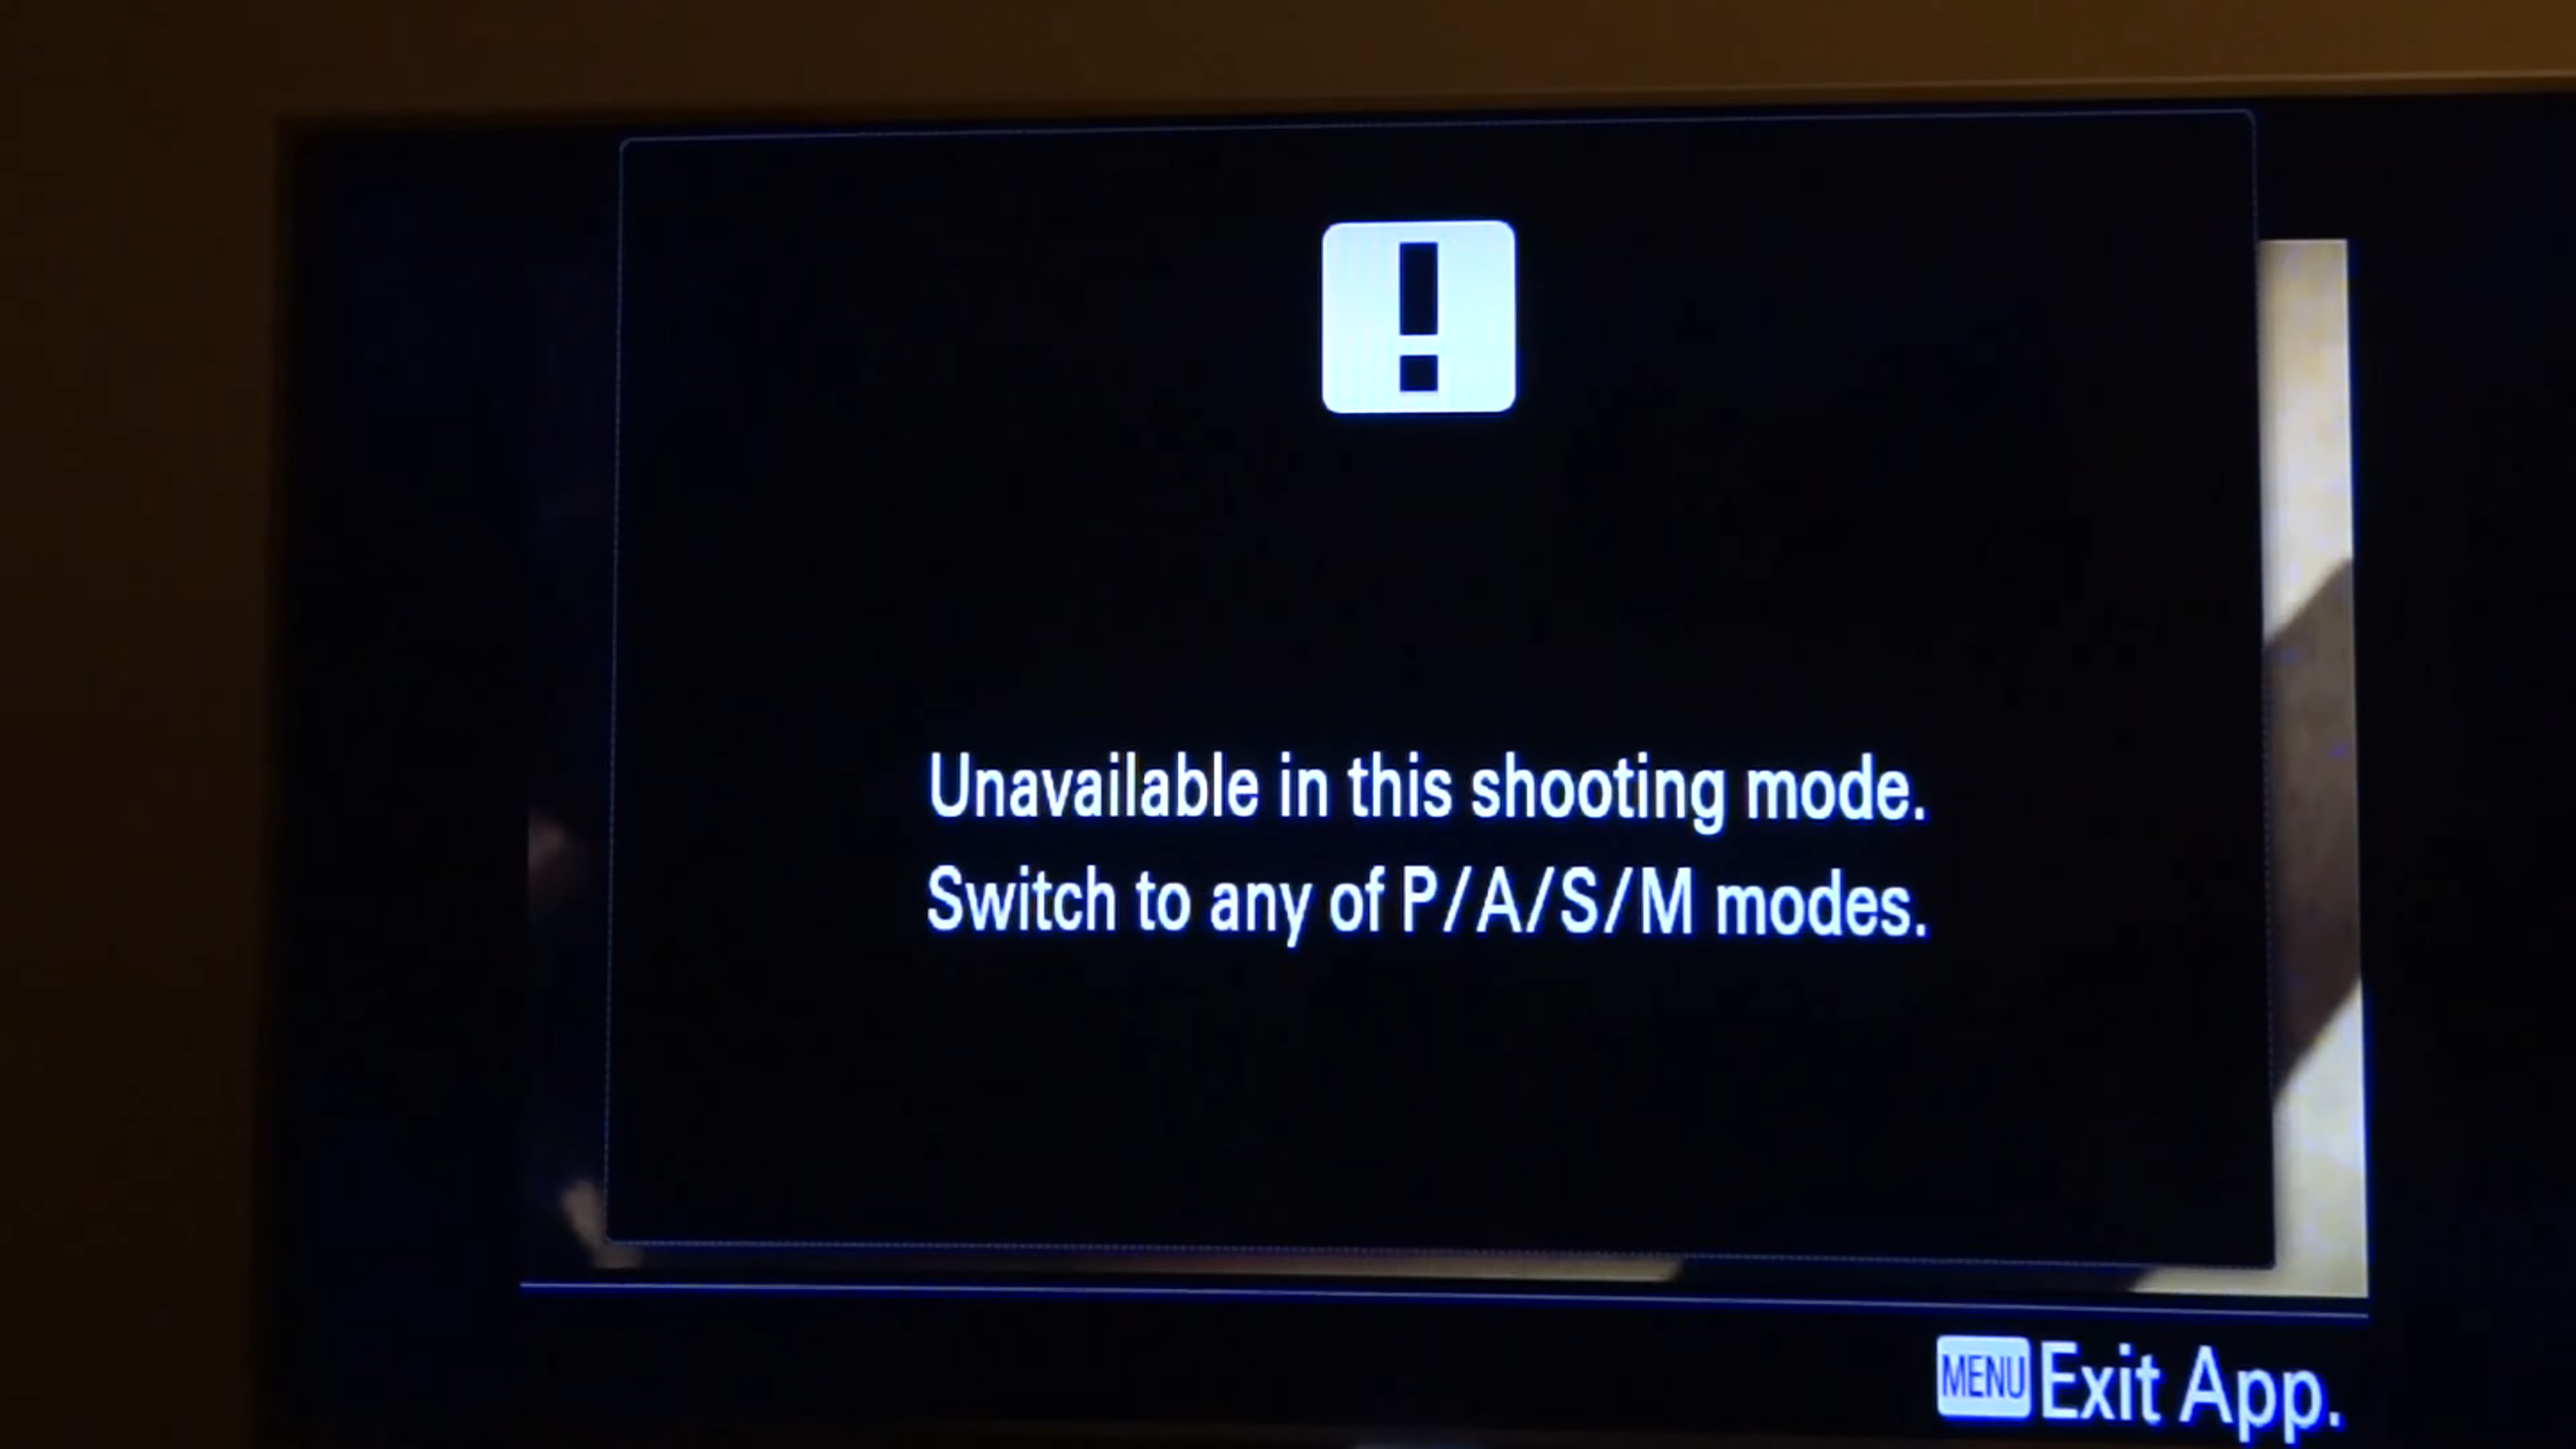 !
Unavailable in this shooting mode.
Switch to any of P/A/S/M modes.
MENU Exit App.